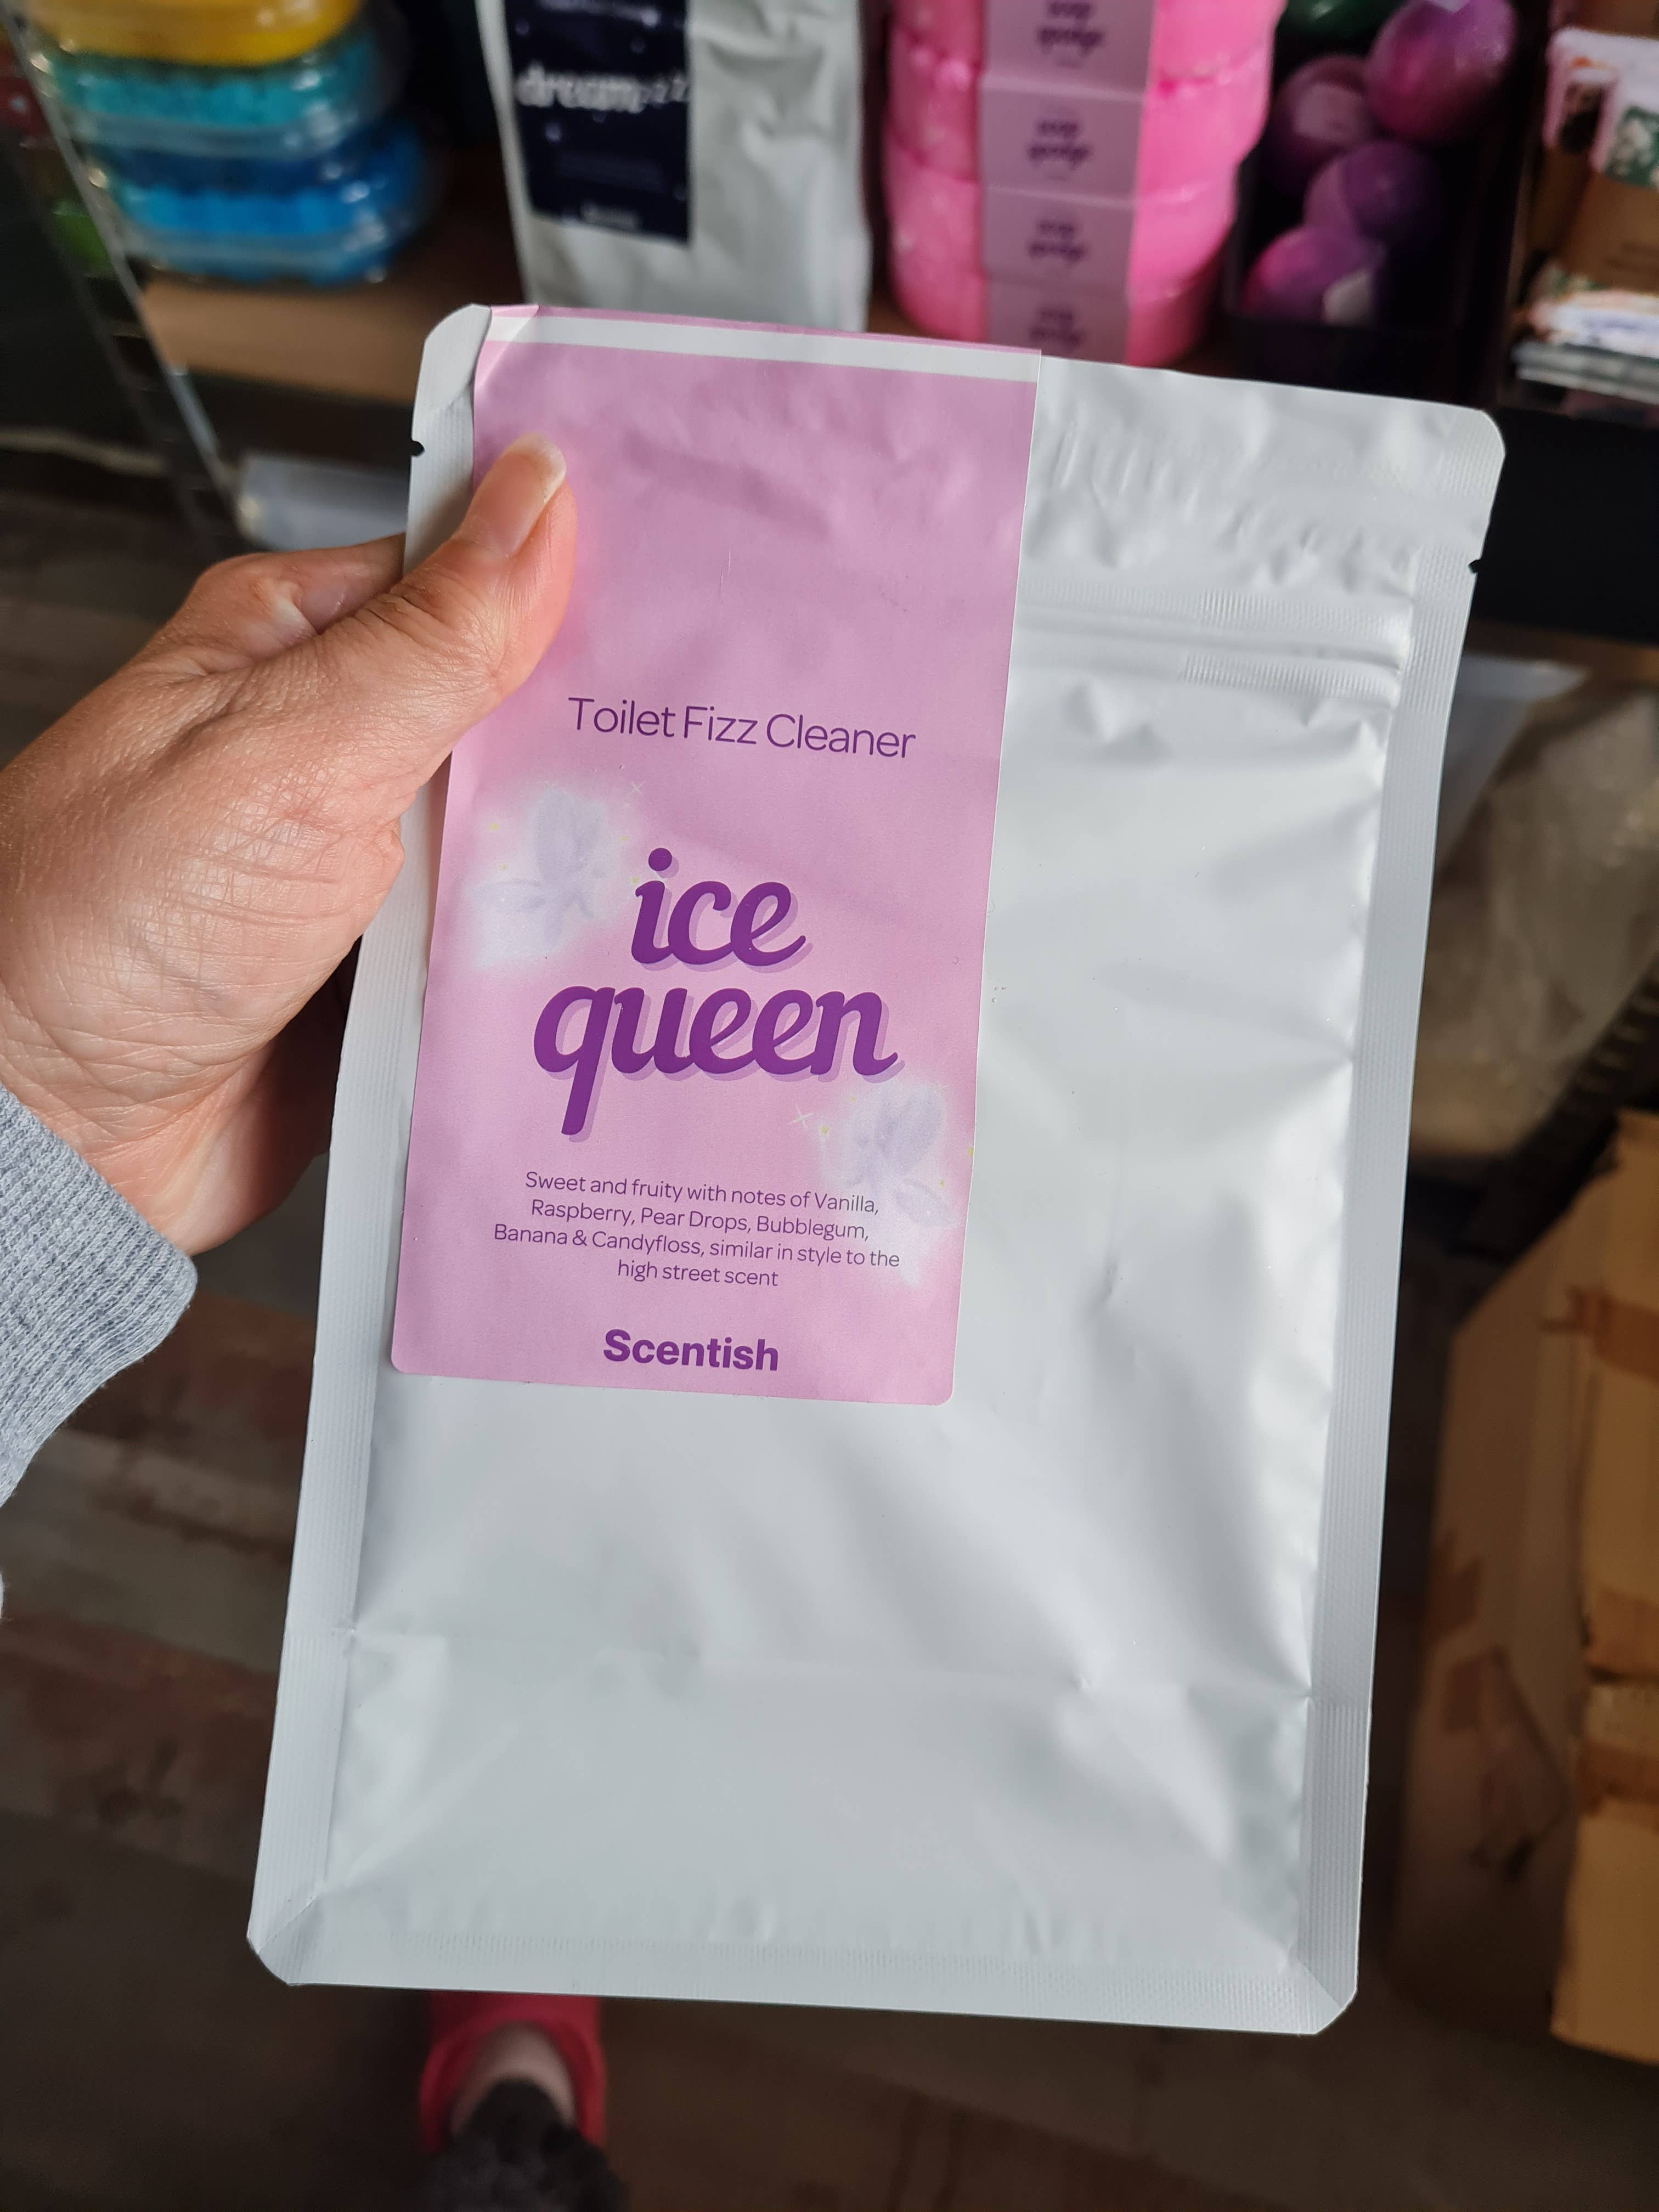 dreamzzz
Toilet Fizz Cleaner
ice
queen
Sweet and fruity with notes of Vanilla,
Raspberry, Pear Drops, Bubblegum,
Banana & Candyfloss, similar in style to the
high street scent
Scentish